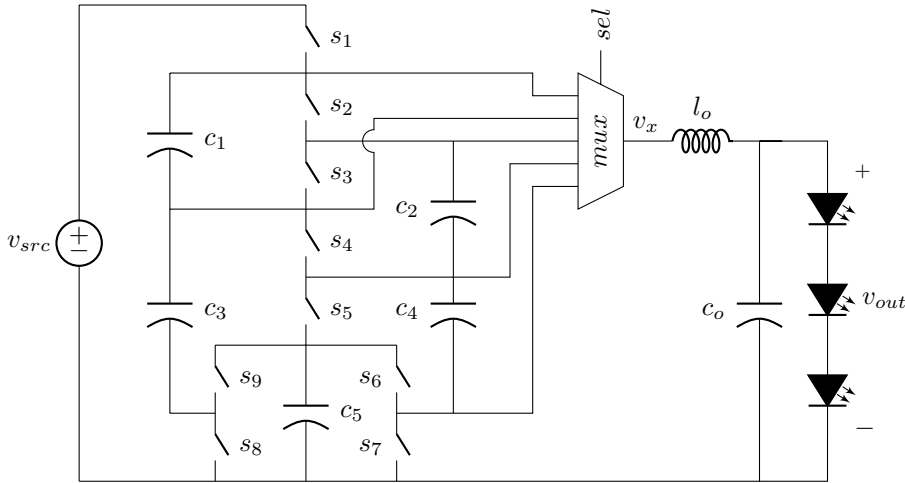 sel
s1
s2
mux
vx
lo
c1
s3
+
c2
s4
vsrc
+
−
c3
s5
c4
co
vout
s9
s6
c5
s8
s7
−